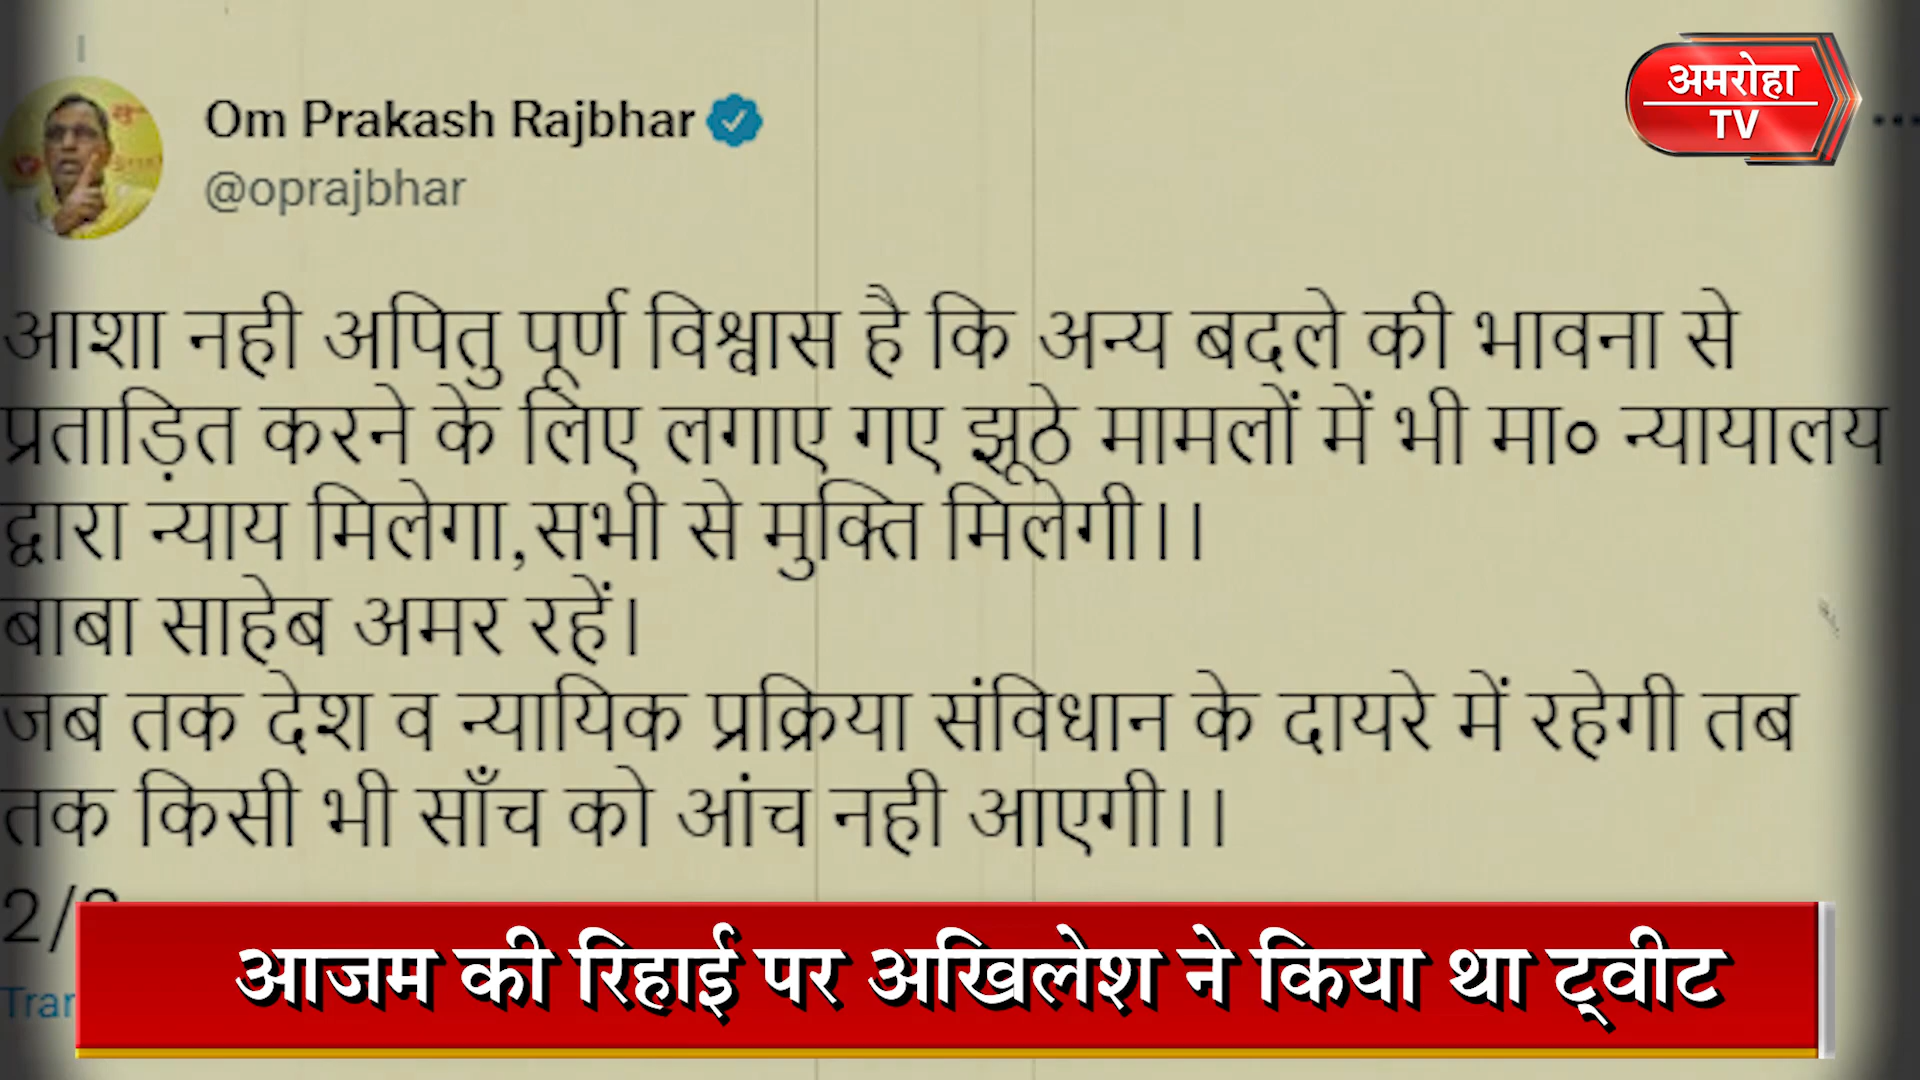 अमरोहा
TV
Om Prakash Rajbhar
@oprajbhar
आशा नही अपितु पूर्ण विश्वास है कि अन्य बदले की भावना से
प्रताड़ित करने के लिए लगाए गए झूठे मामलों में भी मा० न्यायालय
द्वारा न्याय मिलेगा,सभी से मुक्ति मिलेगी।।
बाबा साहेब अमर रहें।
जब तक देश व न्यायिक प्रक्रिया संविधान के दायरे में रहेगी तब
तक किसी भी साँच को आंच नही आएगी।।
आजम की रिहाई पर अखिलेश ने किया था ट्वीट